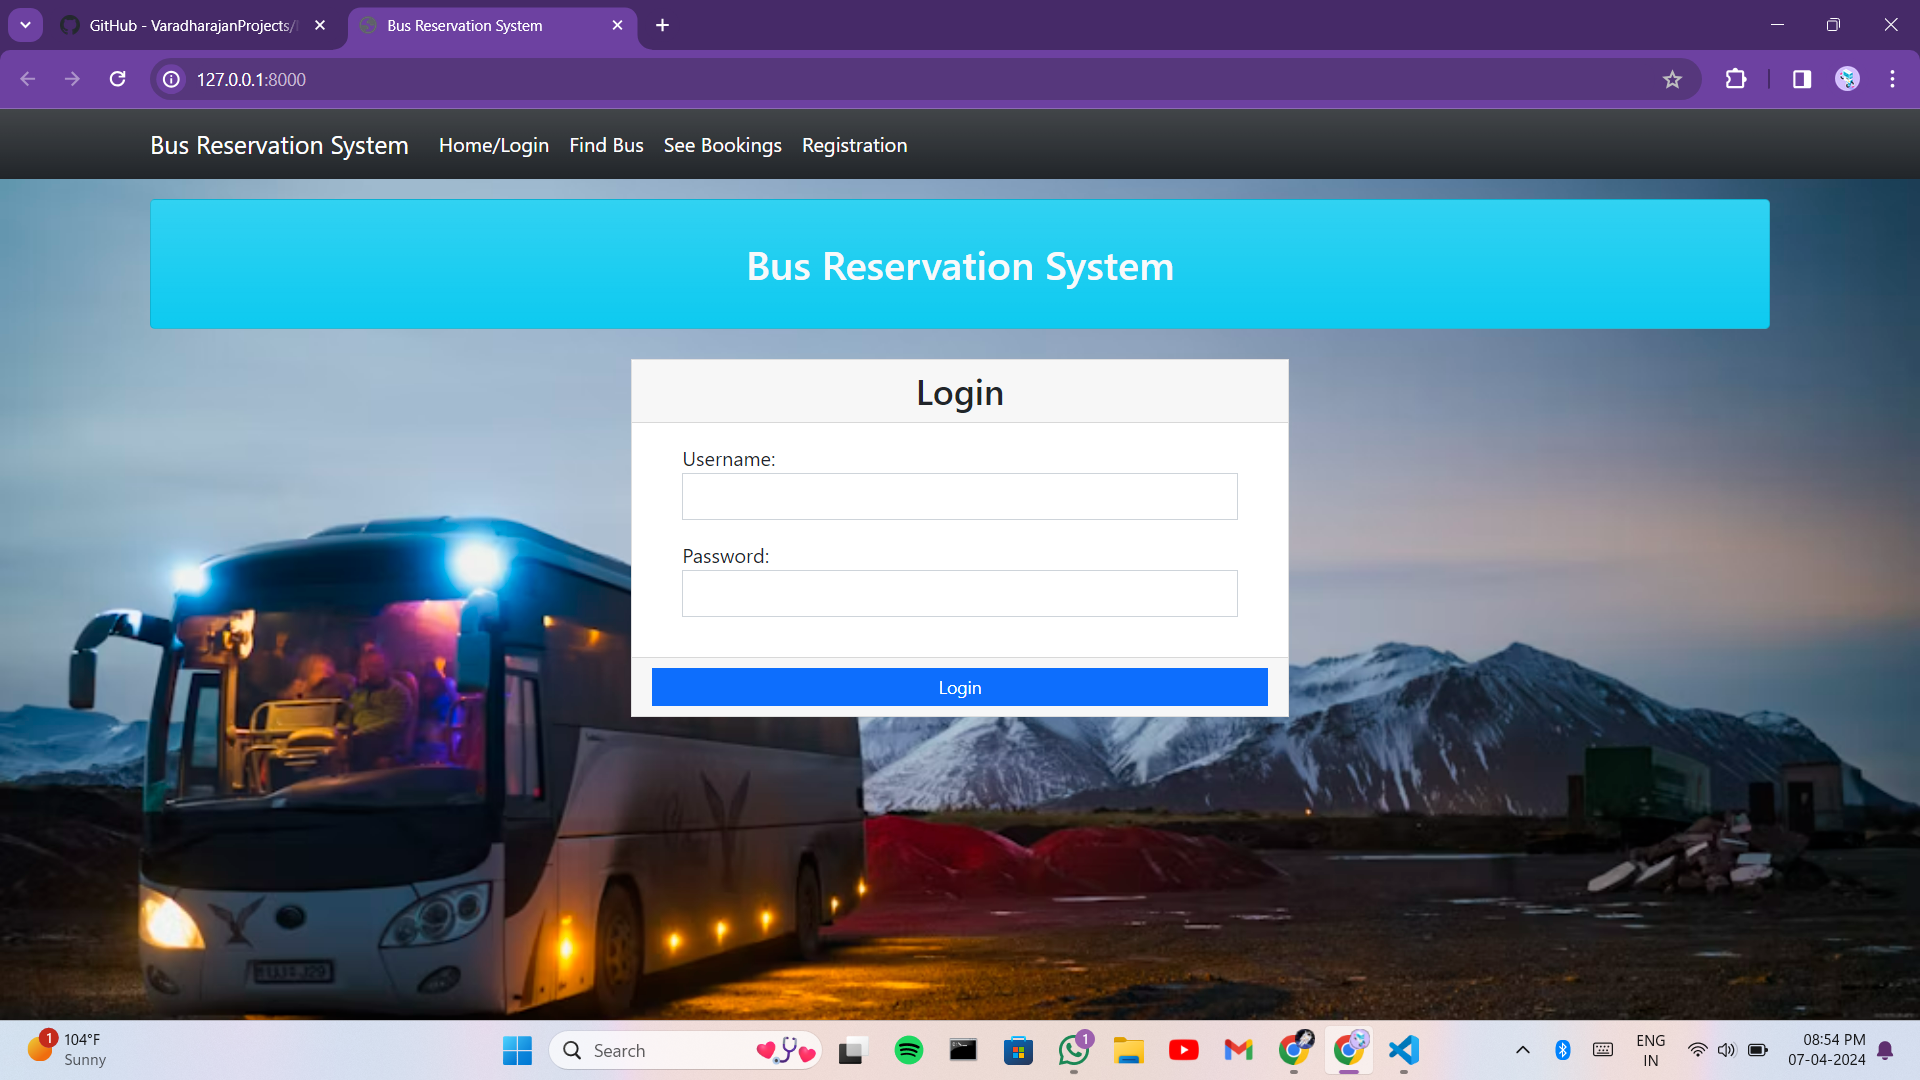 GitHub - VaradharajanProjects/
Bus Reservation System
127.0.0.1:8000
Bus Reservation System Home/Login Find Bus See Bookings Registration
Bus Reservation System
Login
Username:
Password:
Login
1
104°F
Sunny
Search
1
ENG
IN
08:54 PM
07-04-2024